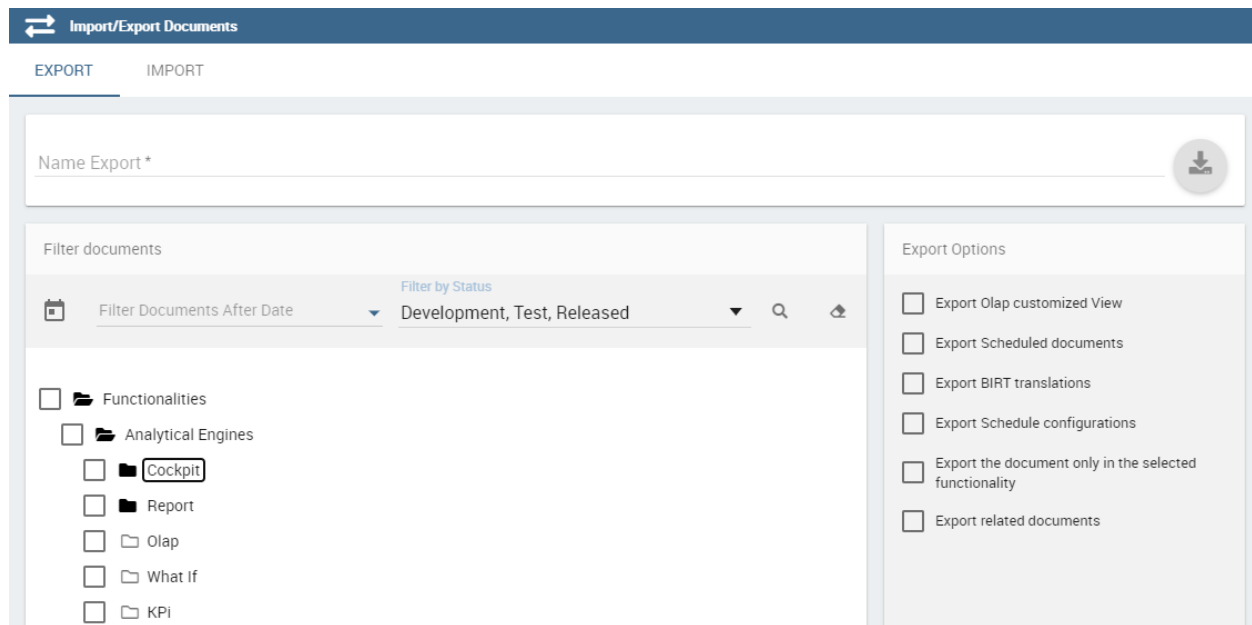 Import/Export Documents
EXPORT IMPORT
Name Export *
Filter documents
Filter Documents After Date
Filter by Status
Development, Test, Released
Functionalities
Analytical Engines
Cockpit
Report
Olap
What If
KPi
Export Options
Export Olap customized View
Export Scheduled documents
Export BIRT translations
Export Schedule configurations
Export the document only in the selected
functionality
Export related documents